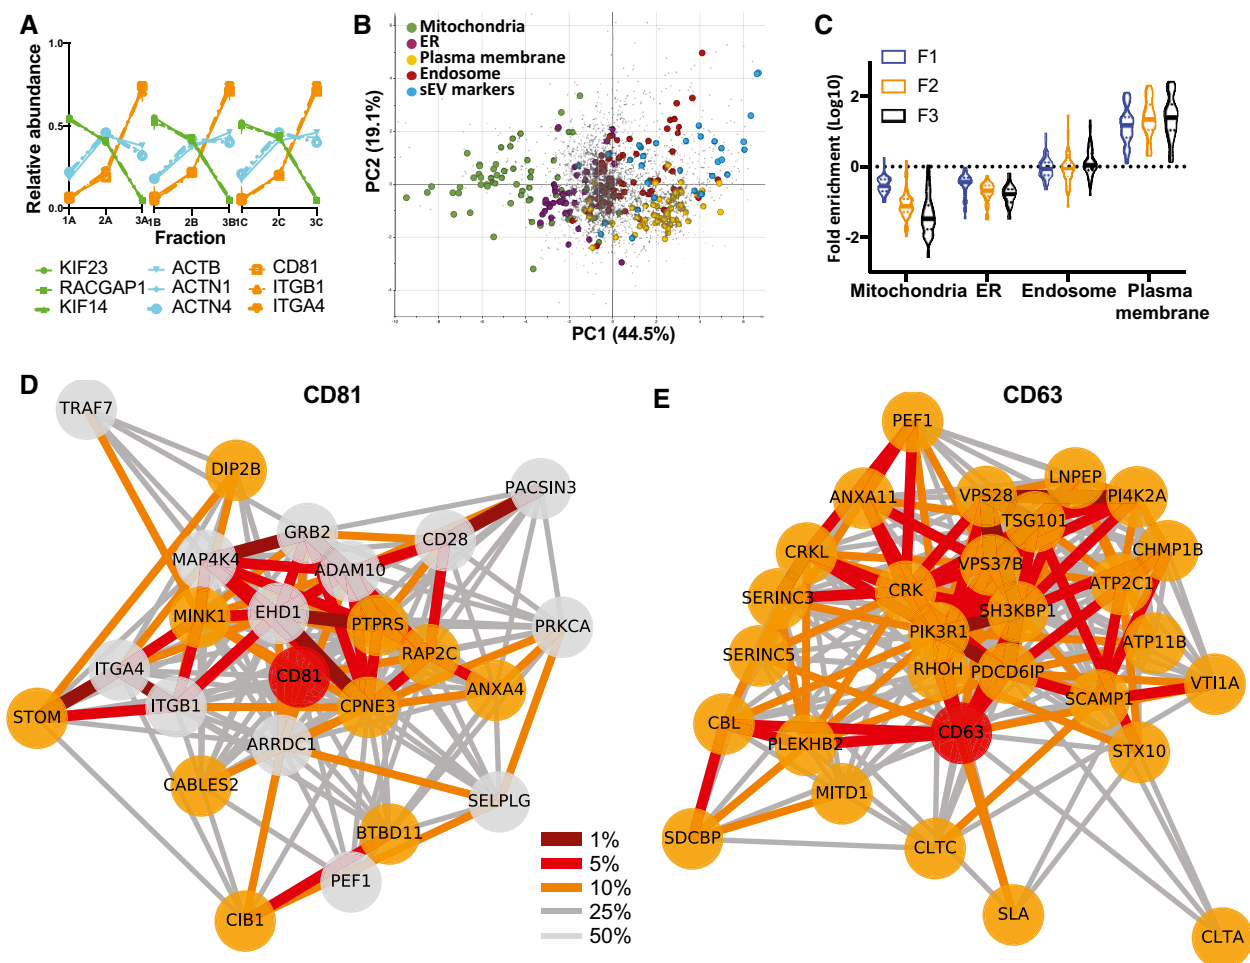 A
Relative abundance
1.0
0.5
0.0
1A
2A
3A
1B
2B
3B
1C
2C
3C
Fraction
KIF23
RACGAP1
KIF14
ACTB
ACTN1
ACTN4
CD81
ITGB1
ITGA4
B
Mitochondria
ER
Plasma membrane
Endosome
sEV markers
PC2 (19.1%)
PC1 (44.5%)
C
F1
F2
F3
Fold enrichment (Log10)
2
0
-2
Mitochondria ER Endosome Plasma
membrane
D
CD81
TRAF7
DIP2B
PACSIN3
GRB2
CD28
MAP4K4
ADAM10
EHD1
MINK1
PTPRS
PRKCA
RAP2C
ITGA4
CD81
ANXA4
STOM
ITGB1
CPNE3
ARRDC1
CABLES2
SELPLG
BTBD11
PEF1
CIB1
1%
5%
10%
25%
50%
E
CD63
PEF1
LNPEP
ANXA11
VPS28
PI4K2A
TSG101
CRKL
CHMP1B
VPS37B
ATP2C1
SERINC3
CRK
SH3KBP1
PIK3R1
ATP11B
SERINC5
RHOH
PDCD6IP
VTI1A
SCAMP1
CBL
CD63
PLEKHB2
STX10
MITD1
SDCBP
CLTC
SLA
CLTA